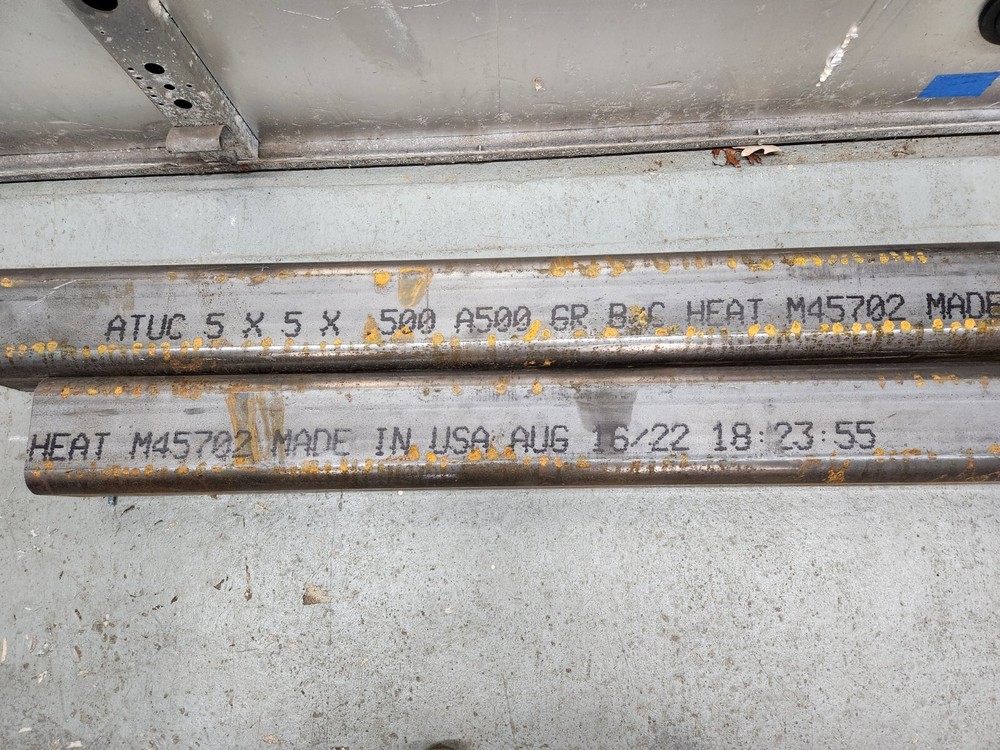 ATUC 5 X 5 X .500 A500 GR B&C HEAT M45702 MADE
HEAT M45702 MADE IN USA AUG 16/22 18:23:55